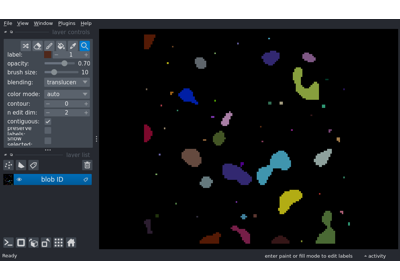 File View Window Plugins Help
layer controls
label: 1
opacity: 0.70
brush size: 10
blending: translucen
color mode: auto
contour: 0
n edit dim: 2
contiguous:
preserve
labels:
show
selected:
layer list
blob ID
Ready enter paint or fill mode to edit labels activity